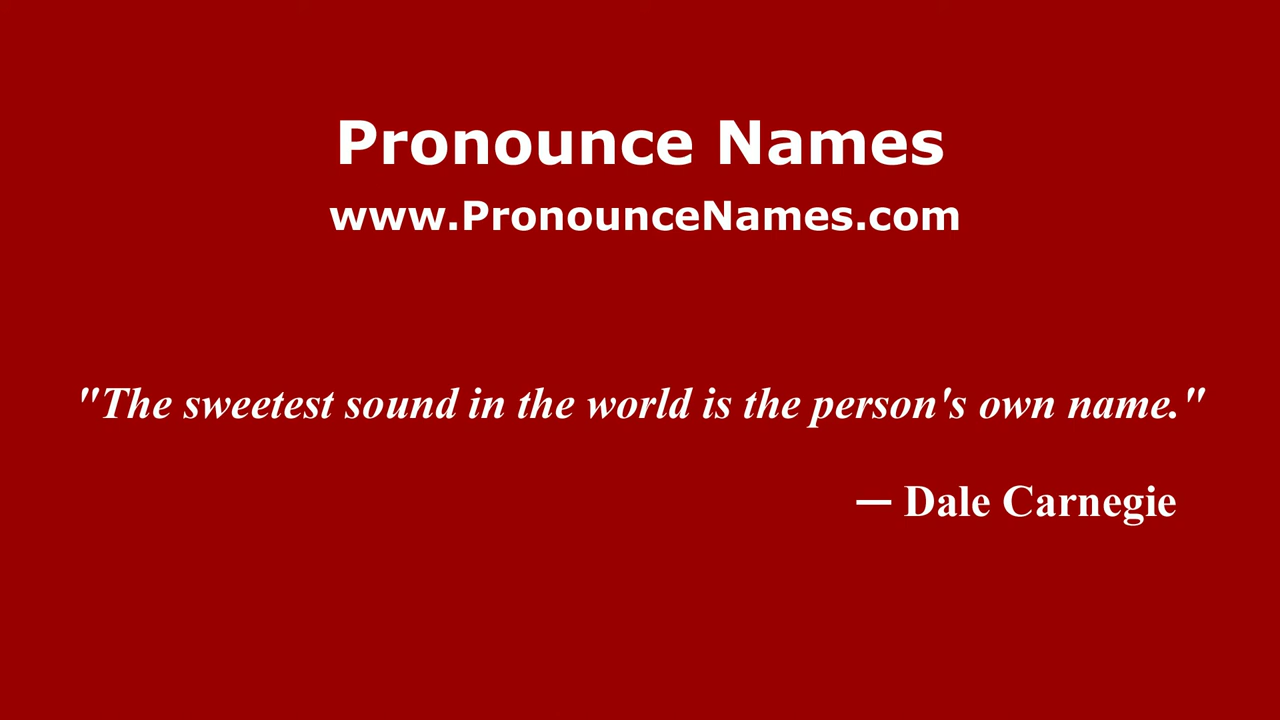 Pronounce Names
www.PronounceNames.com
"The sweetest sound in the world is the person's own name."
— Dale Carnegie